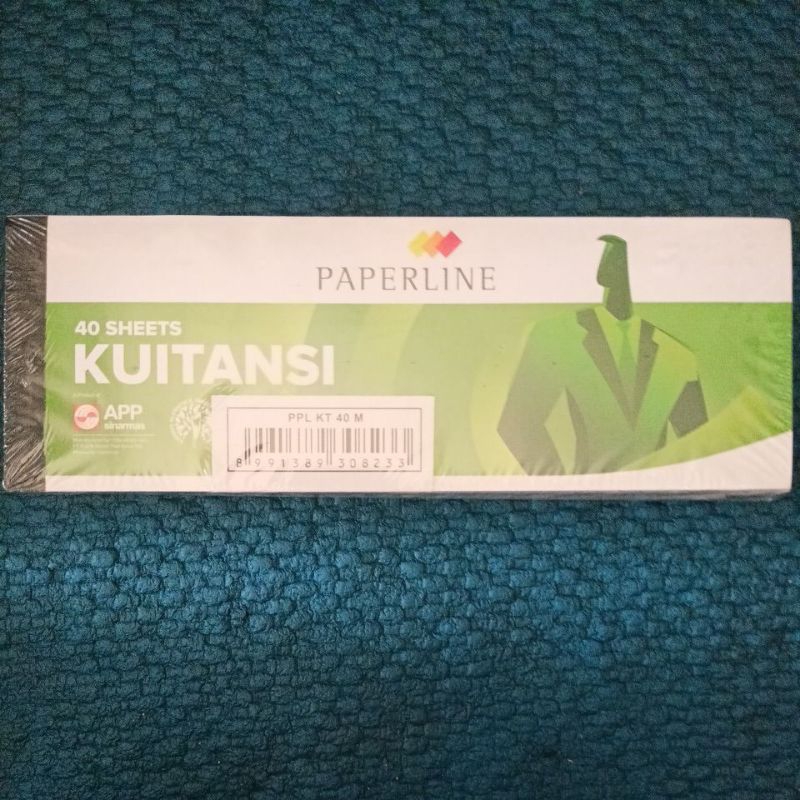 PAPERLINE
40 SHEETS
KUITANSI
APP
sinarmas
PPL KT 40 M
8 991389 308233